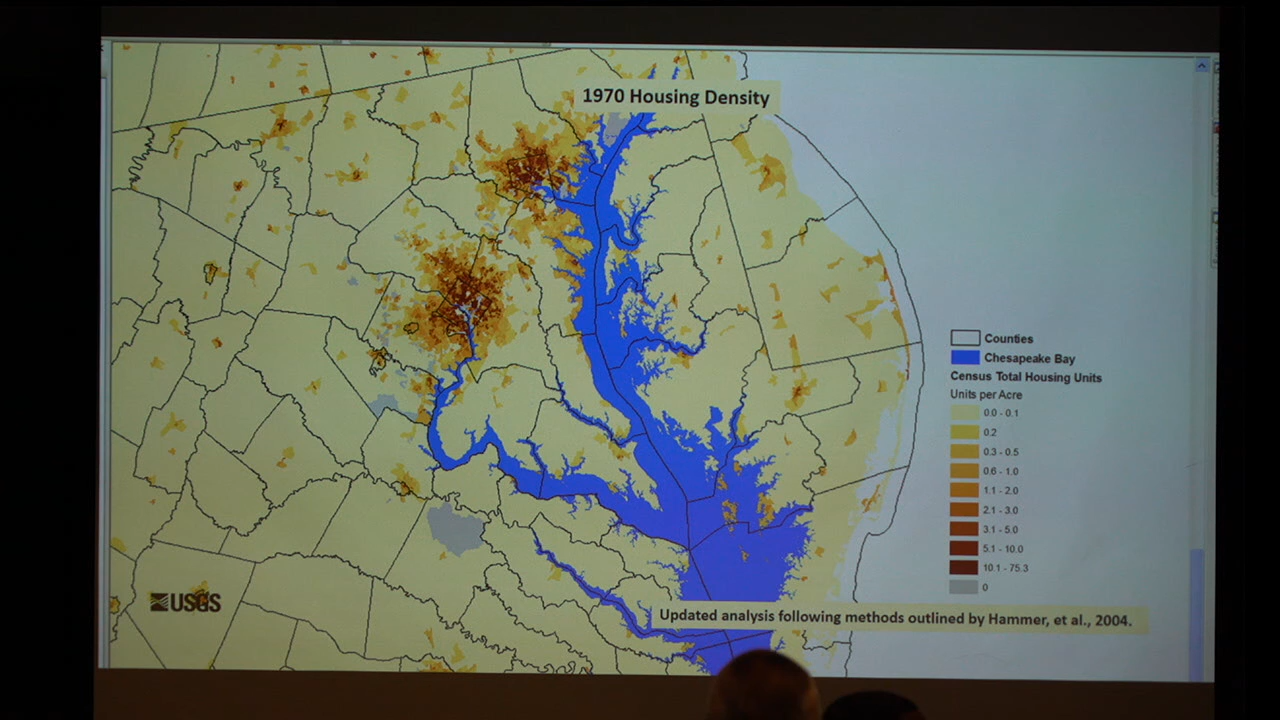 1970 Housing Density
Counties
Chesapeake Bay
Census Total Housing Units
Units per Acre
0.0 - 0.1
0.2
0.3 - 0.5
0.6 - 1.0
1.1 - 2.0
2.1 - 3.0
3.1 - 5.0
5.1 - 10.0
10.1 - 75.3
0
USGS
Updated analysis following methods outlined by Hammer, et al., 2004.